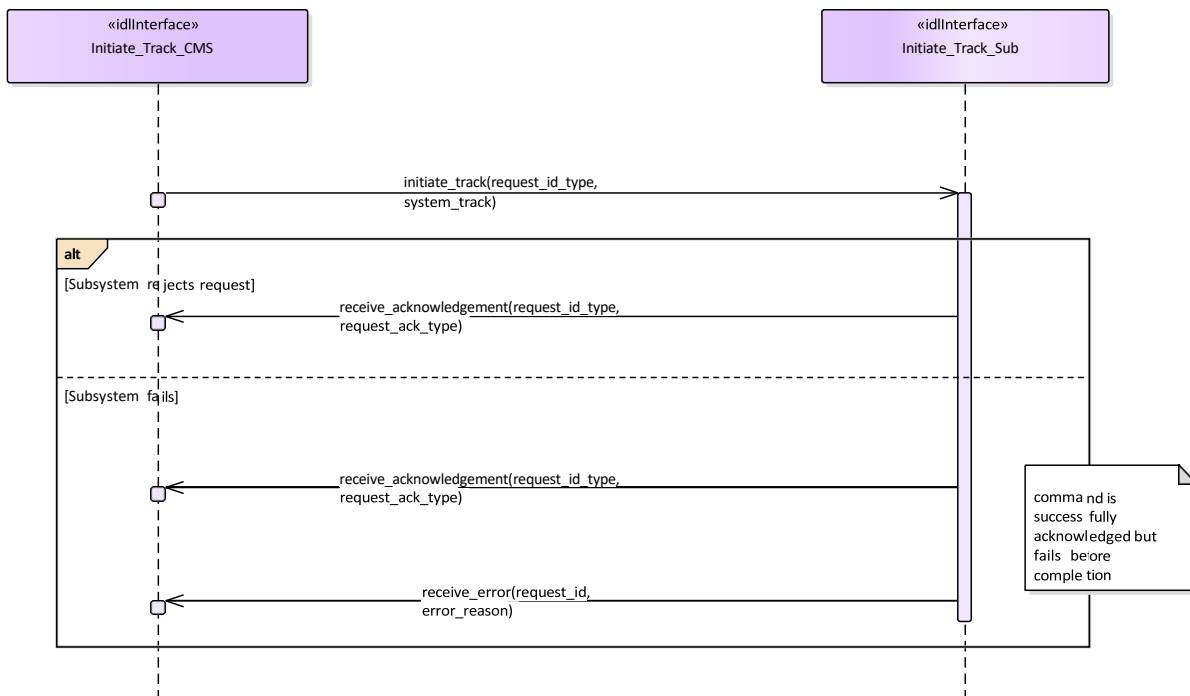 «idlInterface»
Initiate_Track_CMS
«idlInterface»
Initiate_Track_Sub
initiate_track(request_id_type,
system_track)
alt
[Subsystem rejects request]
receive_acknowledgement(request_id_type,
request_ack_type)
[Subsystem fails]
receive_acknowledgement(request_id_type,
request_ack_type)
command is
successfully
acknowledged but
fails before
completion
receive_error(request_id,
error_reason)